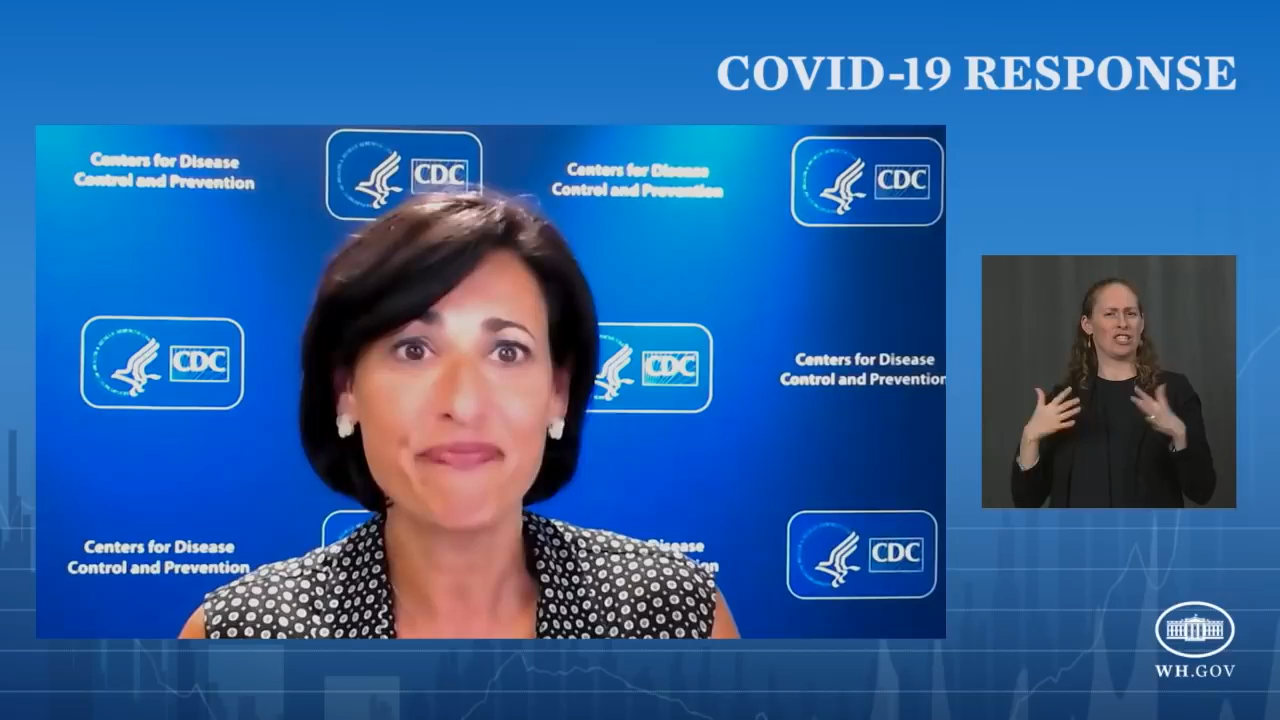 COVID-19 RESPONSE
Centers for Disease
Control and Prevention
CDC
Centers for Disease
Control and Prevention
CDC
CDC
CDC
Centers for Disease
Control and Prevention
Centers for Disease
Control and Prevention
Disease
CDC
WH.GOV